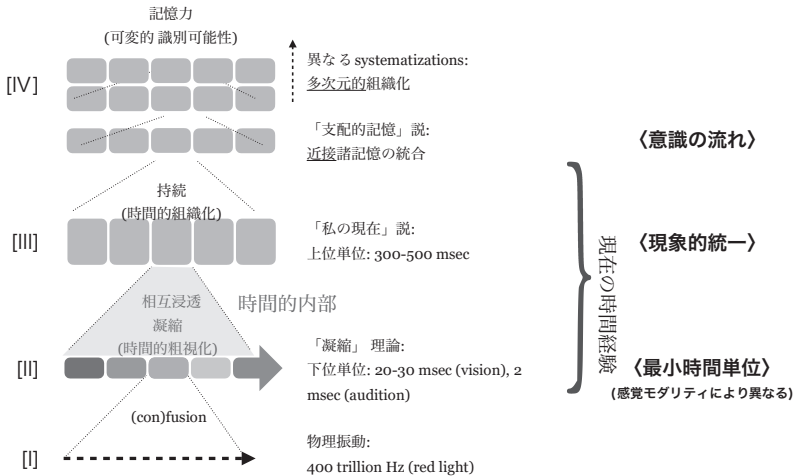 記憶力
(可変的 識別可能性)
[IV]
異なる systematizations:
多次元的組織化
「支配的記憶」説:
近接諸記憶の統合
〈意識の流れ〉
持続
(時間的組織化)
[III]
「私の現在」説:
上位単位: 300-500 msec
〈現象的統一〉
現在の時間経験
相互浸透
凝縮
(時間的粗視化)
時間的内部
[II]
「凝縮」 理論:
下位単位: 20-30 msec (vision), 2
msec (audition)
〈最小時間単位〉
(感覚モダリティにより異なる)
(con)fusion
[I]
物理振動:
400 trillion Hz (red light)